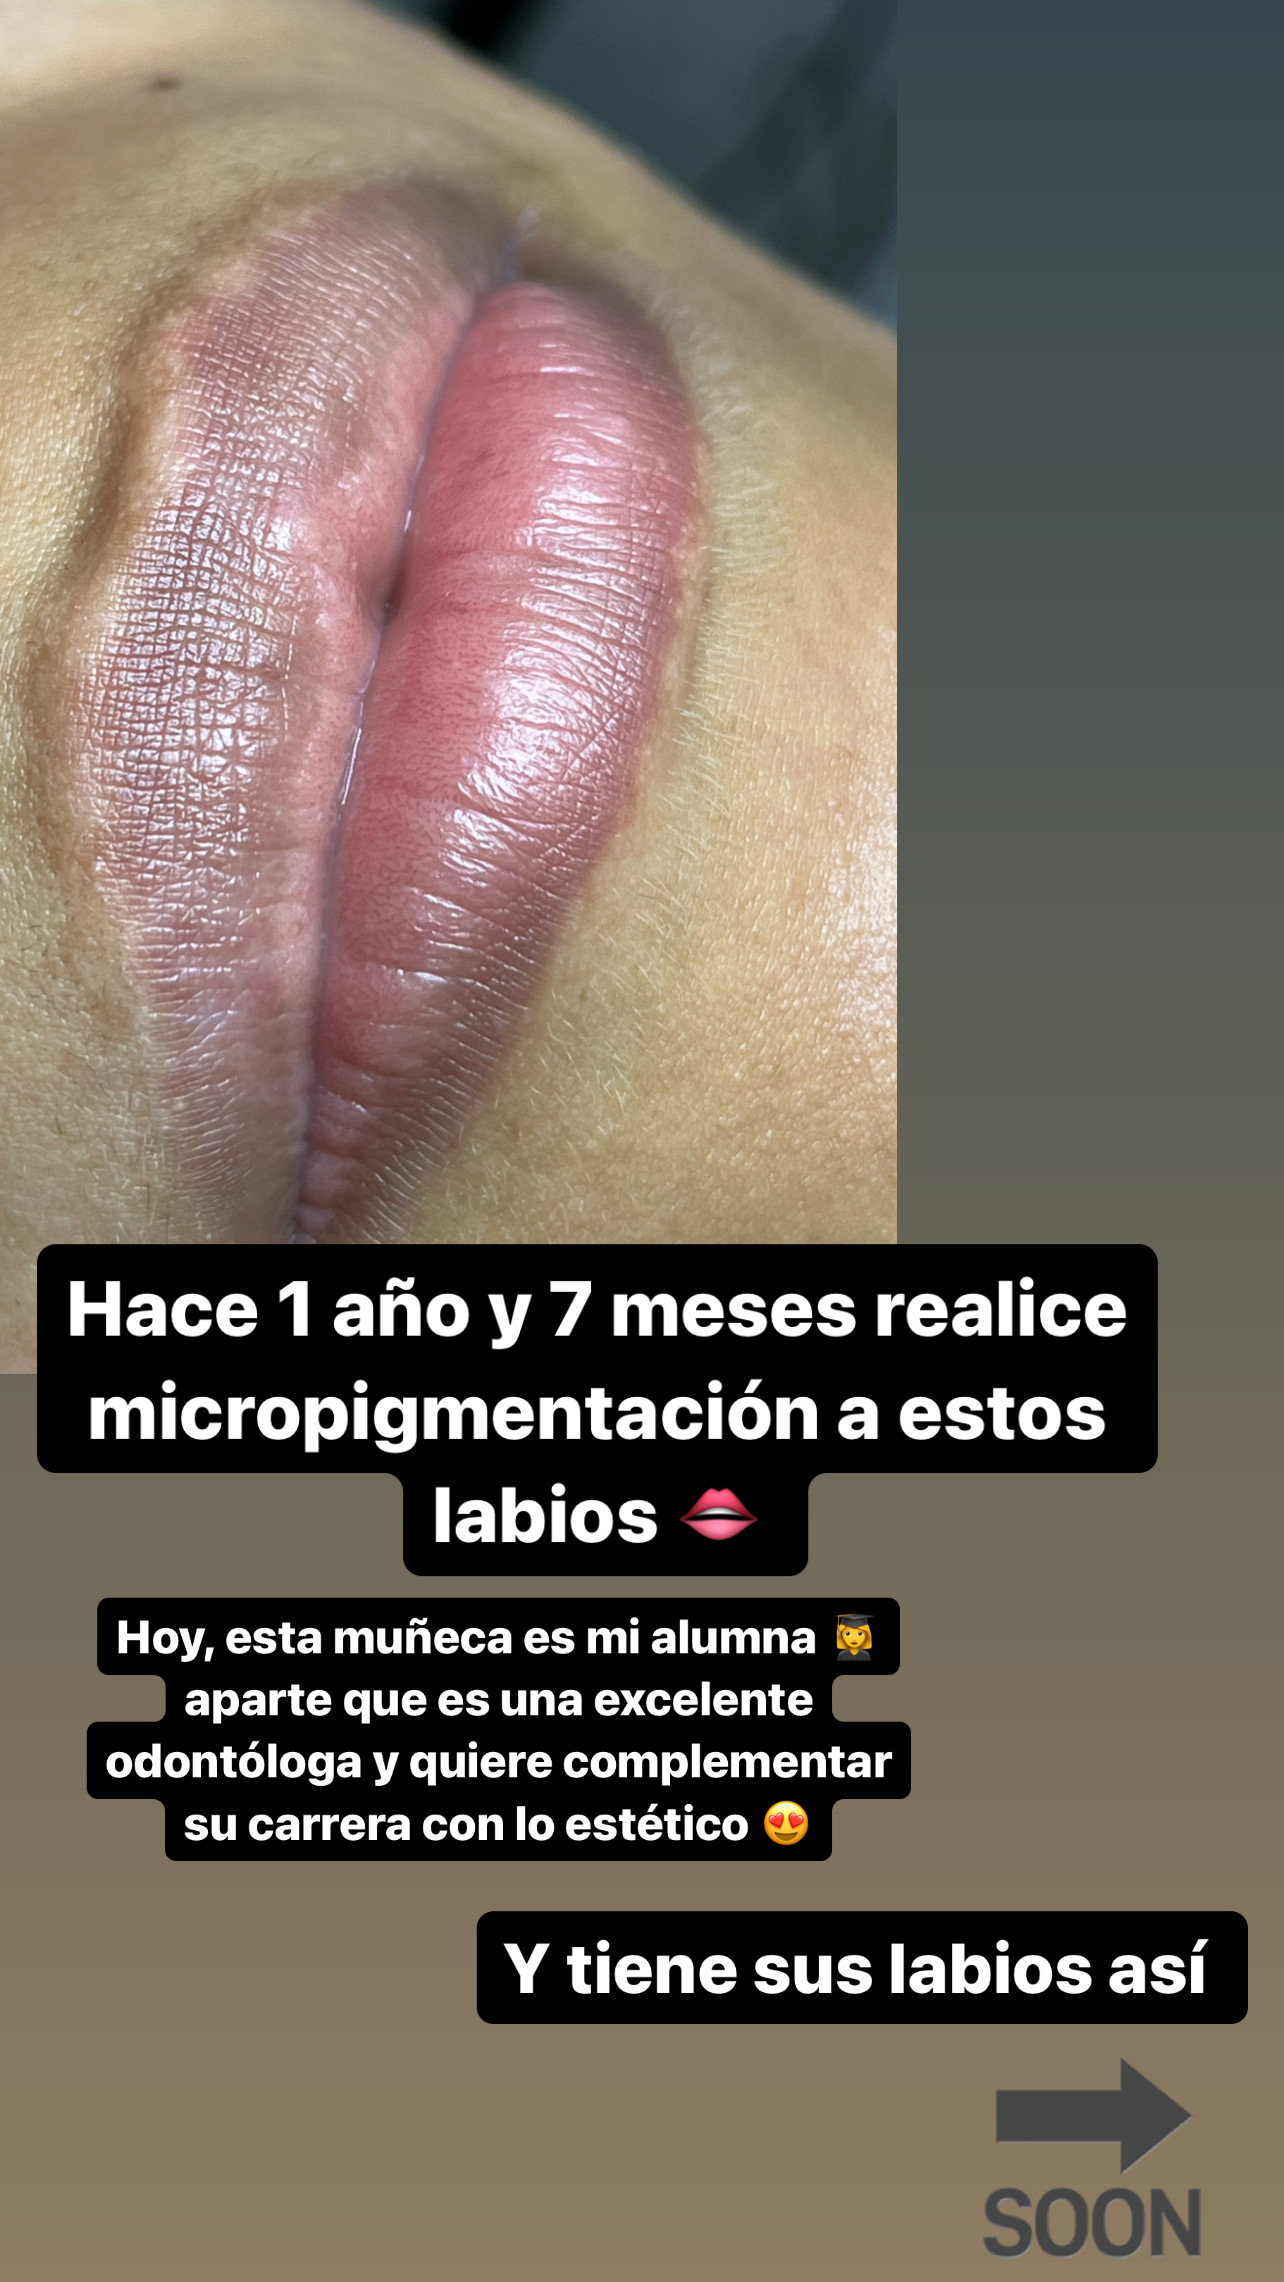 Hace 1 año y 7 meses realice
micropigmentación a estos
labios 👄
Hoy, esta muñeca es mi alumna 👩‍🎓
aparte que es una excelente
odontóloga y quiere complementar
su carrera con lo estético 😍
Y tiene sus labios así
SOON